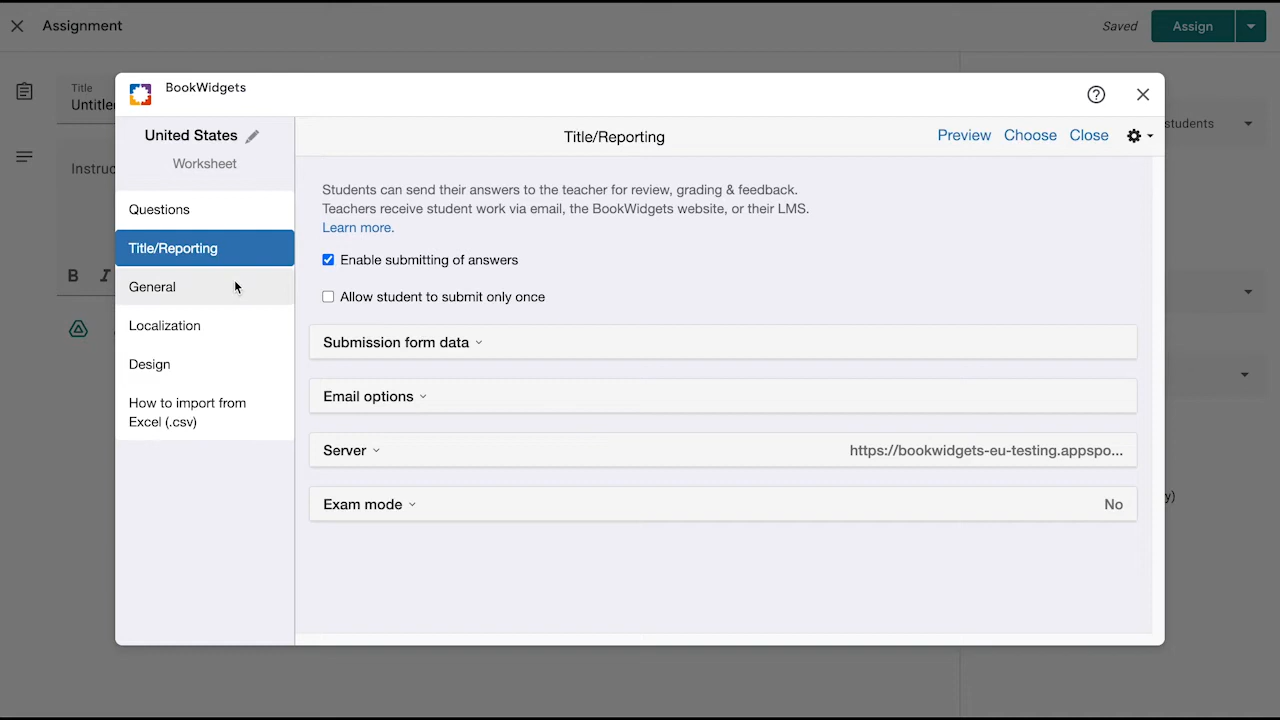 Assignment
Saved
Assign
Title
Untitle
Instruc
B I
students
BookWidgets
United States
Worksheet
Questions
Title/Reporting
General
Localization
Design
How to import from
Excel (.csv)
Title/Reporting
Preview Choose Close
Students can send their answers to the teacher for review, grading & feedback.
Teachers receive student work via email, the BookWidgets website, or their LMS.
Learn more.
Enable submitting of answers
Allow student to submit only once
Submission form data
Email options
Server https://bookwidgets-eu-testing.appspo...
Exam mode No
y)